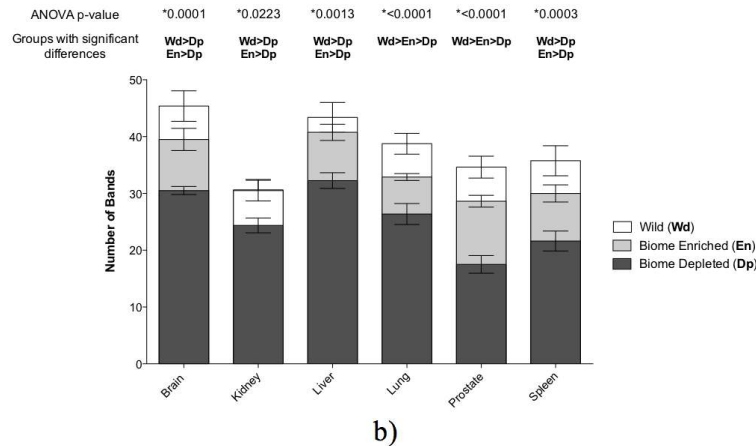 ANOVA p-value *0.0001 *0.0223 *0.0013 *<0.0001 *<0.0001 *0.0003
Groups with significant differences
Wd>Dp Wd>Dp Wd>Dp Wd>En>Dp Wd>En>Dp Wd>Dp
En>Dp En>Dp En>Dp En>Dp
50
40
30
20
10
0
Number of Bands
Brain Kidney Liver Lung Prostate Spleen
Wild (Wd)
Biome Enriched (En)
Biome Depleted (Dp)
b)